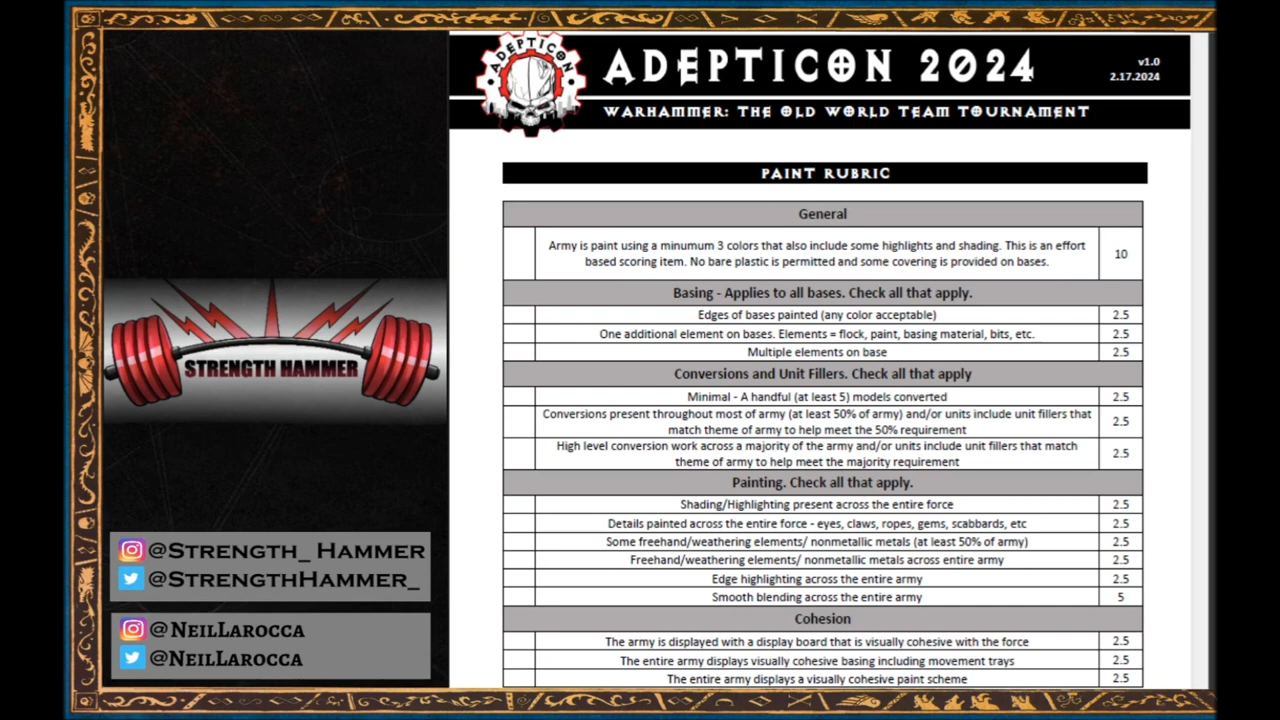 ADEPTICON
ADEPTICON 2024
v1.0
2.17.2024
WARHAMMER: THE OLD WORLD TEAM TOURNAMENT
PAINT RUBRIC
General
Army is paint using a minumum 3 colors that also include some highlights and shading. This is an effort
based scoring item. No bare plastic is permitted and some covering is provided on bases.
10
Basing - Applies to all bases. Check all that apply.
Edges of bases painted (any color acceptable) 2.5
One additional element on bases. Elements = flock, paint, basing material, bits, etc. 2.5
Multiple elements on base 2.5
Conversions and Unit Fillers. Check all that apply
Minimal - A handful (at least 5) models converted 2.5
Conversions present throughout most of army (at least 50% of army) and/or units include unit fillers that
match theme of army to help meet the 50% requirement
2.5
High level conversion work across a majority of the army and/or units include unit fillers that match
theme of army to help meet the majority requirement
2.5
Painting. Check all that apply.
Shading/Highlighting present across the entire force 2.5
Details painted across the entire force - eyes, claws, ropes, gems, scabbards, etc 2.5
Some freehand/weathering elements/ nonmetallic metals (at least 50% of army) 2.5
Freehand/weathering elements/ nonmetallic metals across entire army 2.5
Edge highlighting across the entire army 2.5
Smooth blending across the entire army 5
Cohesion
The army is displayed with a display board that is visually cohesive with the force 2.5
The entire army displays visually cohesive basing including movement trays 2.5
The entire army displays a visually cohesive paint scheme 2.5
STRENGTH HAMMER
@STRENGTH_HAMMER
@STRENGTHHAMMER_
@NEILLAROCCA
@NEILLAROCCA